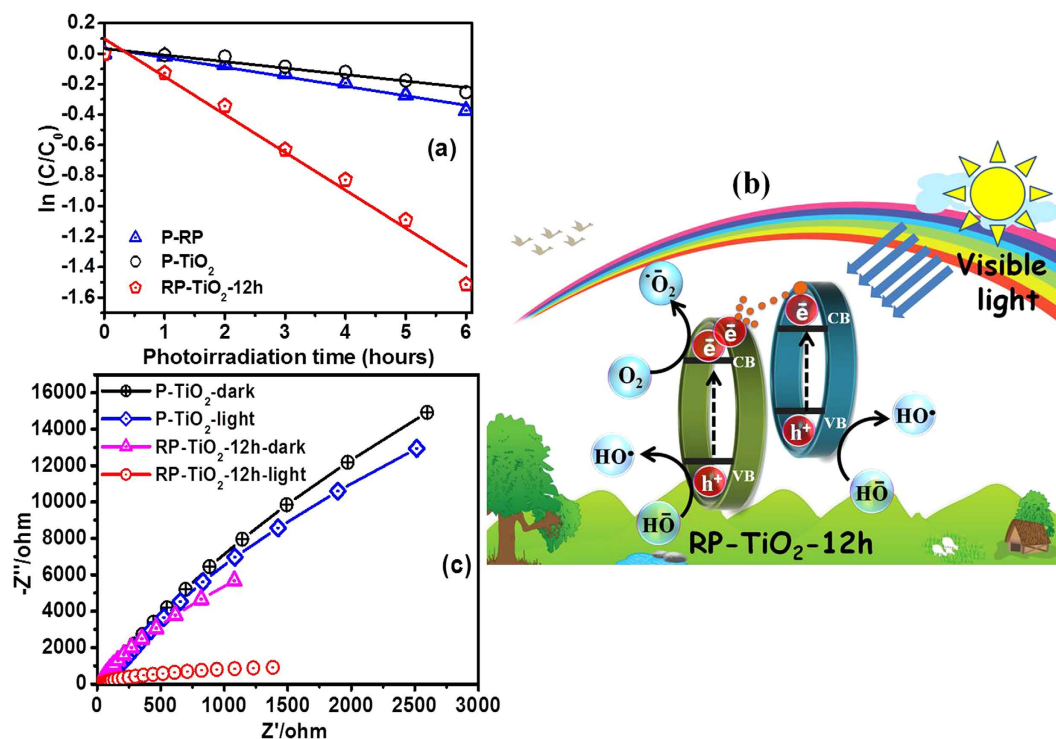 0.2
0.0
-0.2
-0.4
-0.6
-0.8
-1.0
-1.2
-1.4
-1.6
ln (C/C₀)
(a)
P-RP
P-TiO₂
RP-TiO₂-12h
0 1 2 3 4 5 6
Photoirradiation time (hours)
16000
14000
12000
10000
8000
6000
4000
2000
0
-Z''/ohm
P-TiO₂-dark
P-TiO₂-light
RP-TiO₂-12h-dark
RP-TiO₂-12h-light
(c)
0 500 1000 1500 2000 2500 3000
Z'/ohm
(b)
Visible
light
•Ō₂
ē
ē
ē
CB
CB
O₂
h⁺
VB
HO•
HO•
h⁺
VB
HŌ
HŌ
RP-TiO₂-12h